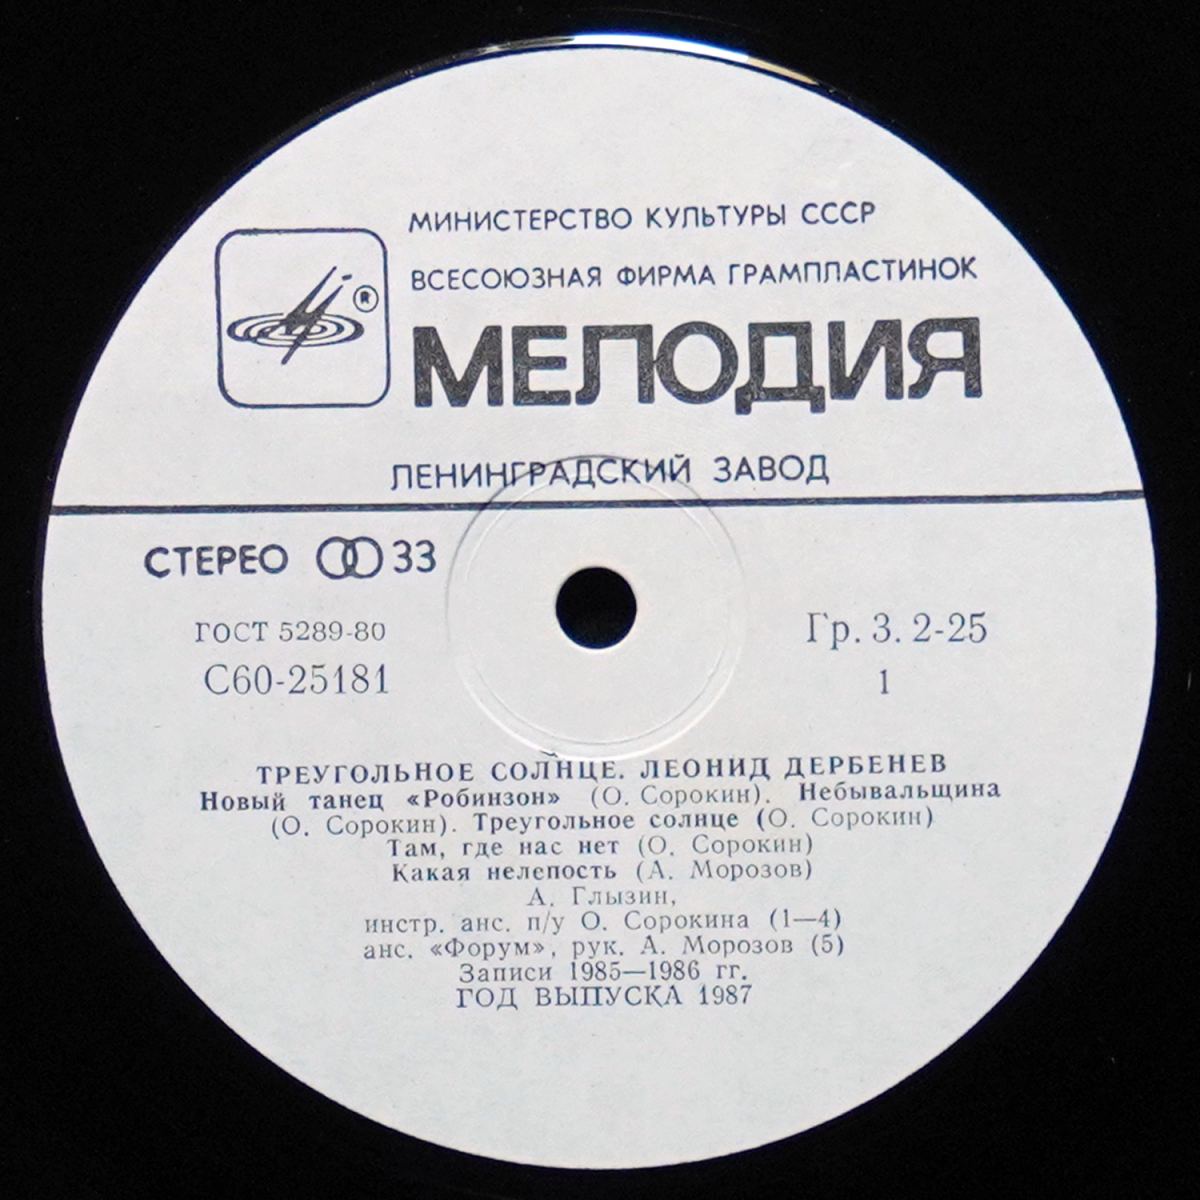 МИНИСТЕРСТВО КУЛЬТУРЫ СССР
ВСЕСОЮЗНАЯ ФИРМА ГРАМПЛАСТИНОК
®
МЕЛОДИЯ
ЛЕНИНГРАДСКИЙ ЗАВОД
СТЕРЕО 33
ГОСТ 5289-80
Гр. 3. 2-25
С60-25181
1
ТРЕУГОЛЬНОЕ СОЛНЦЕ. ЛЕОНИД ДЕРБЕНЕВ
Новый танец «Робинзон» (О. Сорокин). Небывальщина
(О. Сорокин). Треугольное солнце (О. Сорокин)
Там, где нас нет (О. Сорокин)
Какая нелепость (А. Морозов)
А. Глызин,
инстр. анс. п/у О. Сорокина (1—4)
анс. «Форум», рук. А. Морозов (5)
Записи 1985—1986 гг.
ГОД ВЫПУСКА 1987